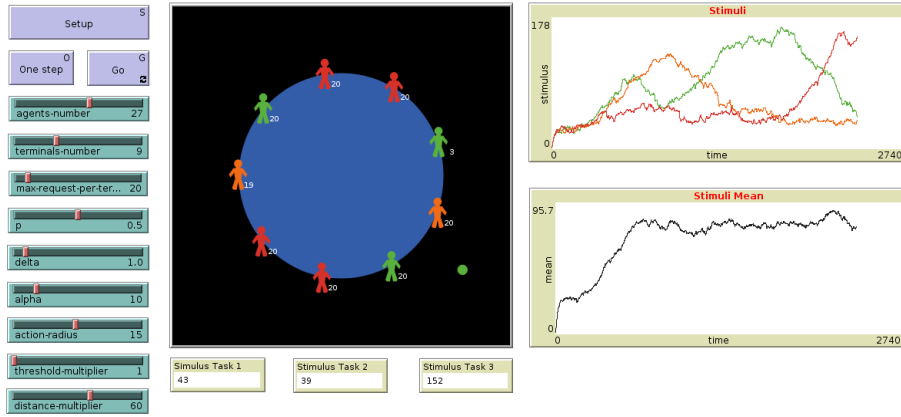 S
Setup
O
One step
G
Go
agents-number 27
terminals-number 9
max-request-per-ter... 20
p 0.5
delta 1.0
alpha 10
action-radius 15
threshold-multiplier 1
distance-multiplier 60
20
20
20
3
19
20
20
20
20
Simulus Task 1
43
Stimulus Task 2
39
Stimulus Task 3
152
Stimuli
178
stimulus
0
0 time 2740
Stimuli Mean
95.7
mean
0
0 time 2740